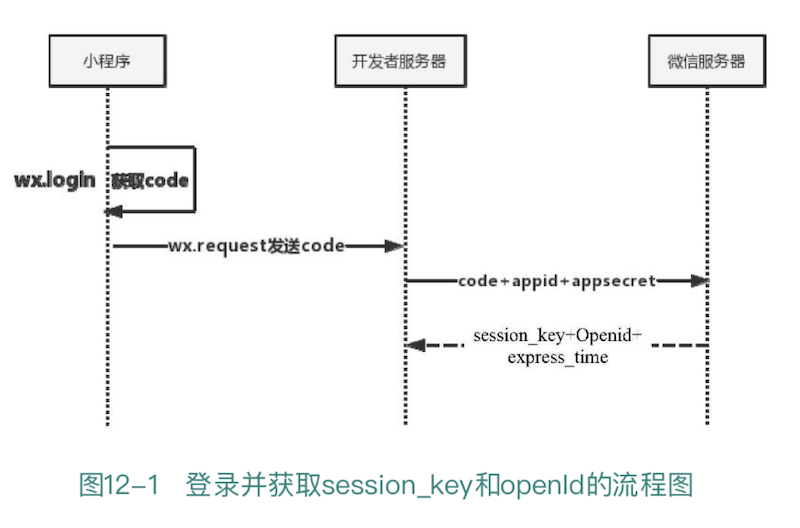 小程序
开发者服务器
微信服务器
wx.login 获取code
wx.request发送code
code+appid+appsecret
session_key+Openid+
express_time
图12-1 登录并获取session_key和openId的流程图